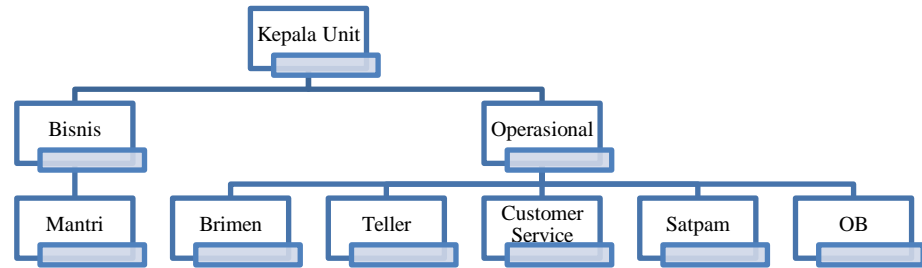 Kepala Unit
Bisnis
Operasional
Mantri
Brimen
Teller
Customer
Service
Satpam
OB